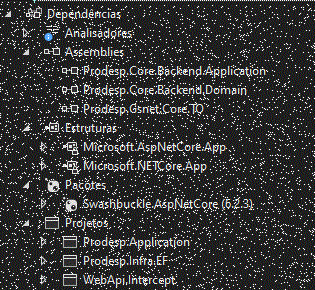 Dependências
Analisadores
Assemblies
Prodesp.Core.Backend.Application
Prodesp.Core.Backend.Domain
Prodesp.Gsnet.Core.TO
Estruturas
Microsoft.AspNetCore.App
Microsoft.NETCore.App
Pacotes
Swashbuckle.AspNetCore (6.2.3)
Projetos
Prodesp.Application
Prodesp.Infra.EF
WebApi.Intercept